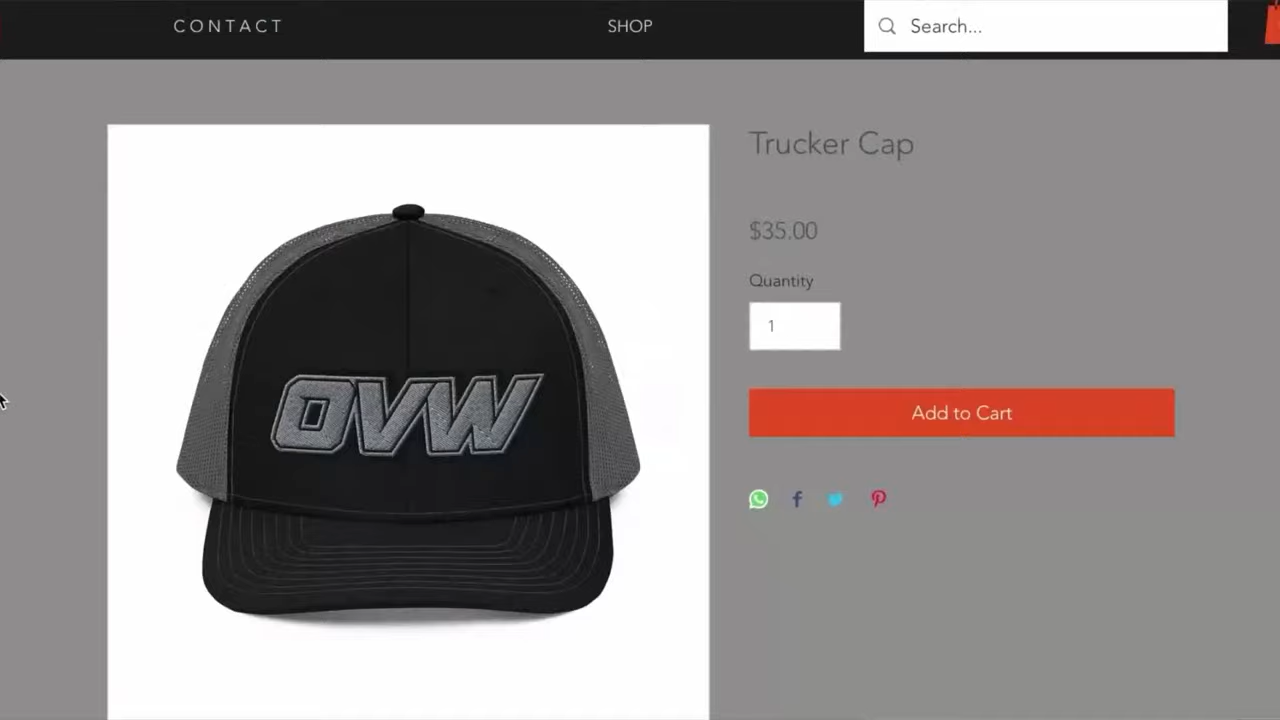 CONTACT
SHOP
Search...
Trucker Cap
$35.00
Quantity
1
Add to Cart
OVW